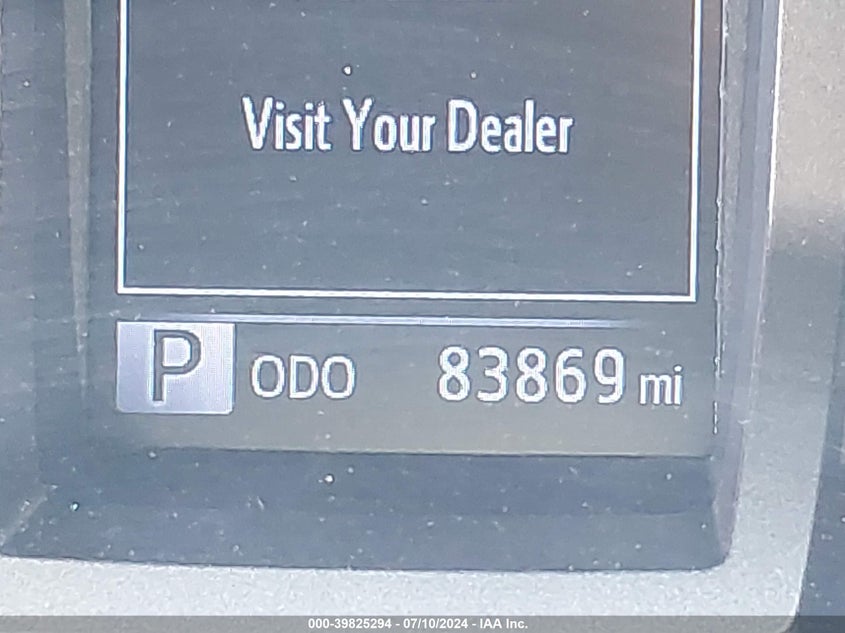 Visit Your Dealer
P ODO 83869 mi
000-39825294 - 07/10/2024 - IAA Inc.